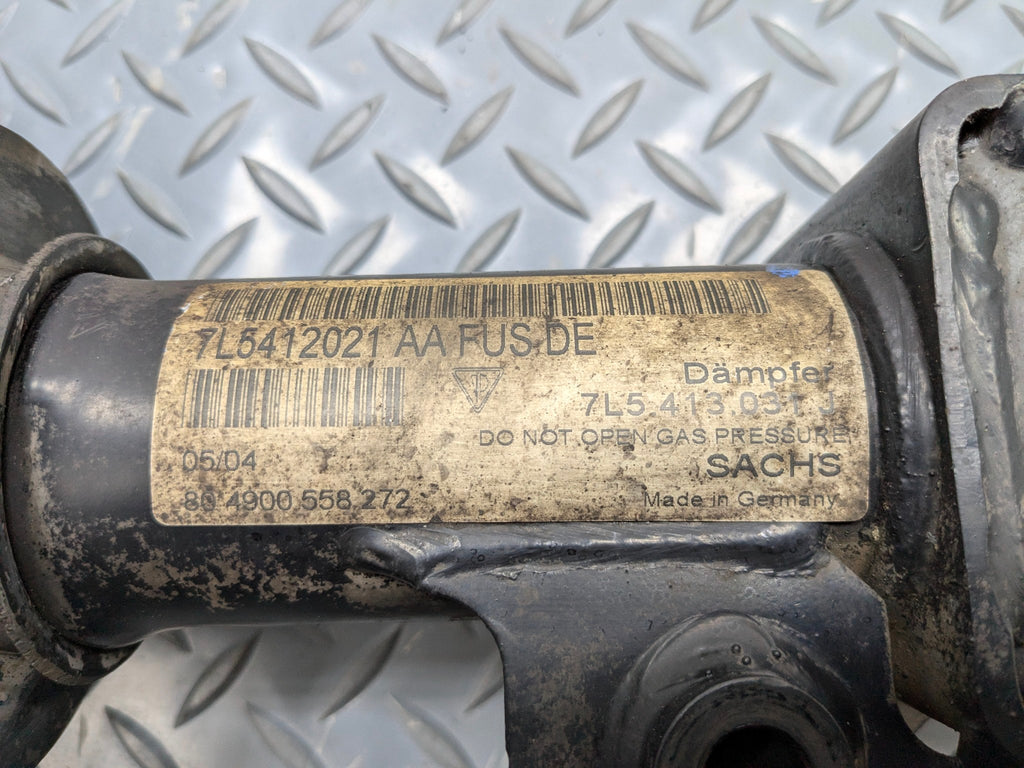 7L5412021 AA FUS DE
1
Dämpfer
7L5 413 031 J
DO NOT OPEN GAS PRESSURE
05/04
SACHS
80 4900 558 272
Made in Germany